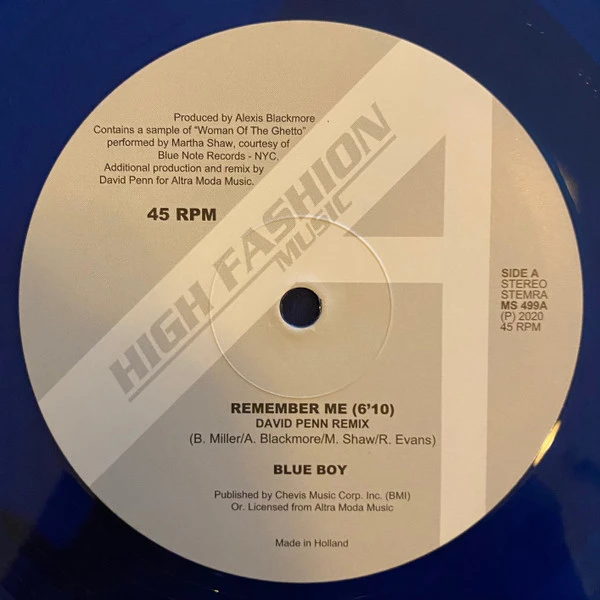 Produced by Alexis Blackmore
Contains a sample of "Woman Of The Ghetto"
performed by Martha Shaw, courtesy of
Blue Note Records - NYC.
Additional production and remix by
David Penn for Altra Moda Music.
45 RPM
HIGH FASHION
MUSIC
SIDE A
STEREO
STEMRA
MS 499A
(P) 2020
45 RPM
REMEMBER ME (6'10)
DAVID PENN REMIX
(B. Miller/A. Blackmore/M. Shaw/R. Evans)
BLUE BOY
Published by Chevis Music Corp. Inc. (BMI)
Or. Licensed from Altra Moda Music
Made in Holland